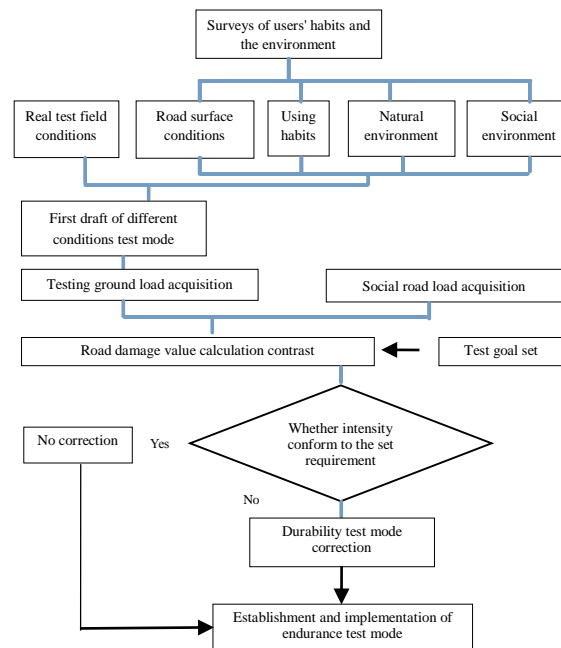 Surveys of users' habits and
the environment
Real test field
conditions
Road surface
conditions
Using
habits
Natural
environment
Social
environment
First draft of different
conditions test mode
Testing ground load acquisition
Social road load acquisition
Road damage value calculation contrast
Test goal set
Whether intensity
conform to the set
requirement
No correction
Yes
No
Durability test mode
correction
Establishment and implementation of
endurance test mode